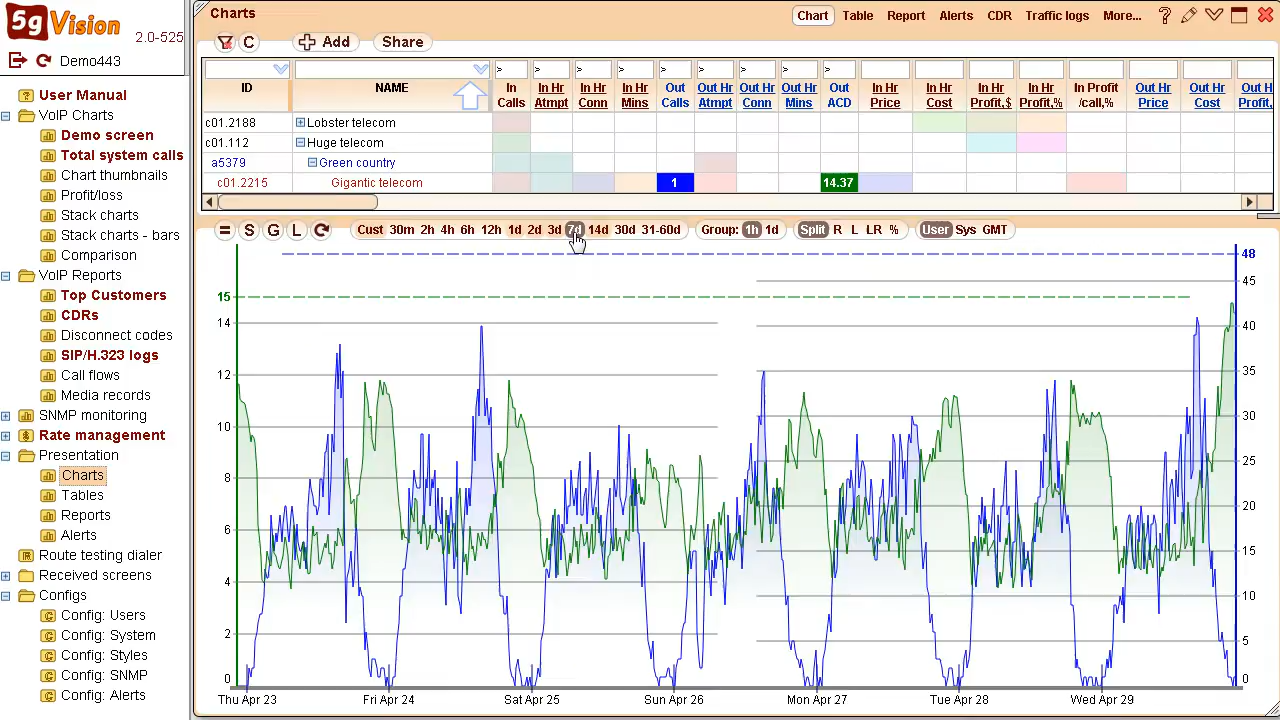 5gVision
2.0-525
Demo443
User Manual
VoIP Charts
Demo screen
Total system calls
Chart thumbnails
Profit/loss
Stack charts
Stack charts - bars
Comparison
VoIP Reports
Top Customers
CDRs
Disconnect codes
SIP/H.323 logs
Call flows
Media records
SNMP monitoring
Rate management
Presentation
Charts
Tables
Reports
Alerts
Route testing dialer
Received screens
Configs
Config: Users
Config: System
Config: Styles
Config: SNMP
Config: Alerts
Charts
Chart Table Report Alerts CDR Traffic logs More... ?
C Add Share
> > > > > > > > >
ID NAME In Calls In Hr Atmpt In Hr Conn In Hr Mins Out Calls Out Hr Atmpt Out Hr Conn Out Hr Mins Out ACD In Hr Price In Hr Cost In Hr Profit,$ In Hr Profit,% In Profit /call,% Out Hr Price Out Hr Cost Out H Profit,
c01.2188 Lobster telecom
c01.112 Huge telecom
a5379 Green country
c01.2215 Gigantic telecom 1 14.37
= S G L Cust 30m 2h 4h 6h 12h 1d 2d 3d 7d 14d 30d 31-60d Group: 1h 1d Split R L LR % User Sys GMT
48
45
15
14 40
12 35
10 30
25
8
20
6
15
4
10
2 5
0 0
Thu Apr 23 Fri Apr 24 Sat Apr 25 Sun Apr 26 Mon Apr 27 Tue Apr 28 Wed Apr 29